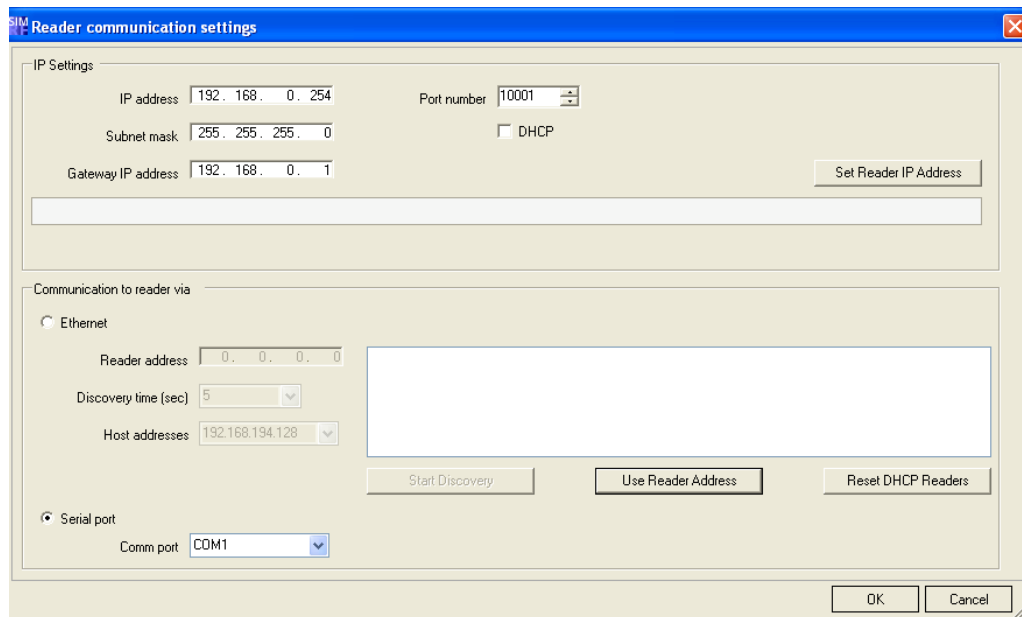 SIM Reader communication settings
IP Settings
IP address 192. 168. 0. 254 Port number 10001
Subnet mask 255. 255. 255. 0 DHCP
Gateway IP address 192. 168. 0. 1 Set Reader IP Address
Communication to reader via
Ethernet
Reader address 0. 0. 0. 0
Discovery time (sec) 5
Host addresses 192.168.194.128
Start Discovery Use Reader Address Reset DHCP Readers
Serial port
Comm port COM1
OK Cancel